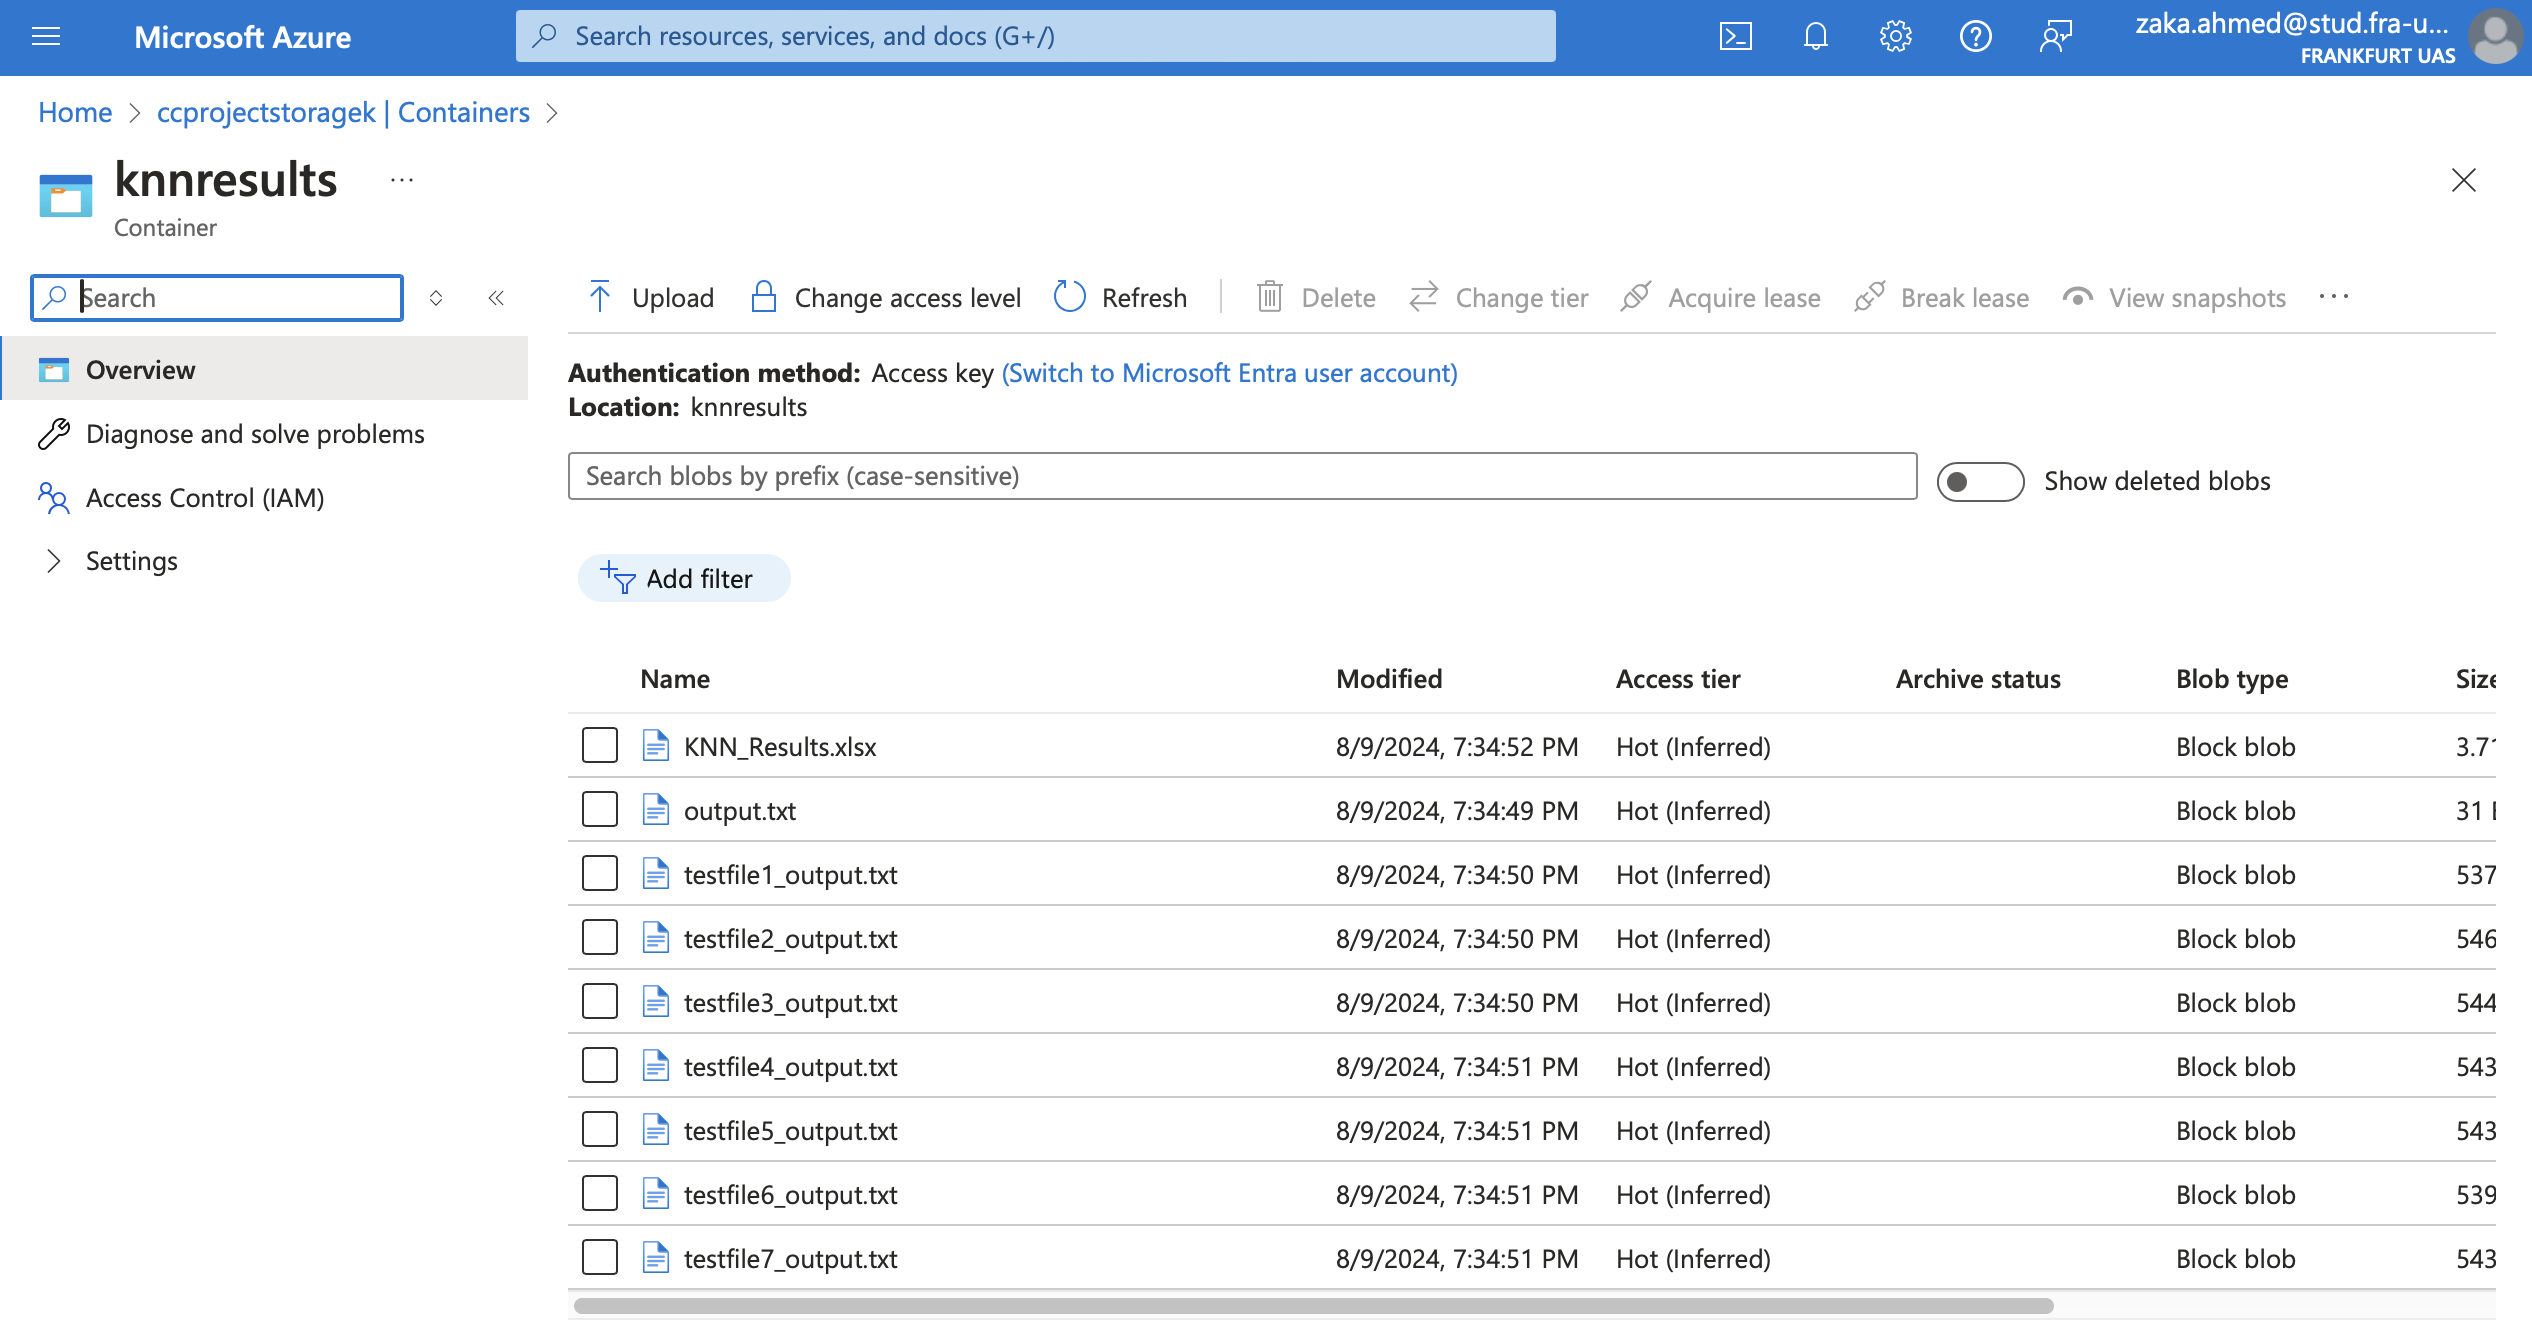 Microsoft Azure
Search resources, services, and docs (G+/)
zaka.ahmed@stud.fra-u...
FRANKFURT UAS
Home > ccprojectstoragek | Containers >
knnresults ...
Container
Search
Upload
Change access level
Refresh
Delete
Change tier
Acquire lease
Break lease
View snapshots
...
Overview
Diagnose and solve problems
Access Control (IAM)
Settings
Authentication method: Access key (Switch to Microsoft Entra user account)
Location: knnresults
Search blobs by prefix (case-sensitive)
Show deleted blobs
Add filter
Name Modified Access tier Archive status Blob type Size
KNN_Results.xlsx 8/9/2024, 7:34:52 PM Hot (Inferred) Block blob 3.71
output.txt 8/9/2024, 7:34:49 PM Hot (Inferred) Block blob 31
testfile1_output.txt 8/9/2024, 7:34:50 PM Hot (Inferred) Block blob 537
testfile2_output.txt 8/9/2024, 7:34:50 PM Hot (Inferred) Block blob 546
testfile3_output.txt 8/9/2024, 7:34:50 PM Hot (Inferred) Block blob 544
testfile4_output.txt 8/9/2024, 7:34:51 PM Hot (Inferred) Block blob 543
testfile5_output.txt 8/9/2024, 7:34:51 PM Hot (Inferred) Block blob 543
testfile6_output.txt 8/9/2024, 7:34:51 PM Hot (Inferred) Block blob 539
testfile7_output.txt 8/9/2024, 7:34:51 PM Hot (Inferred) Block blob 543